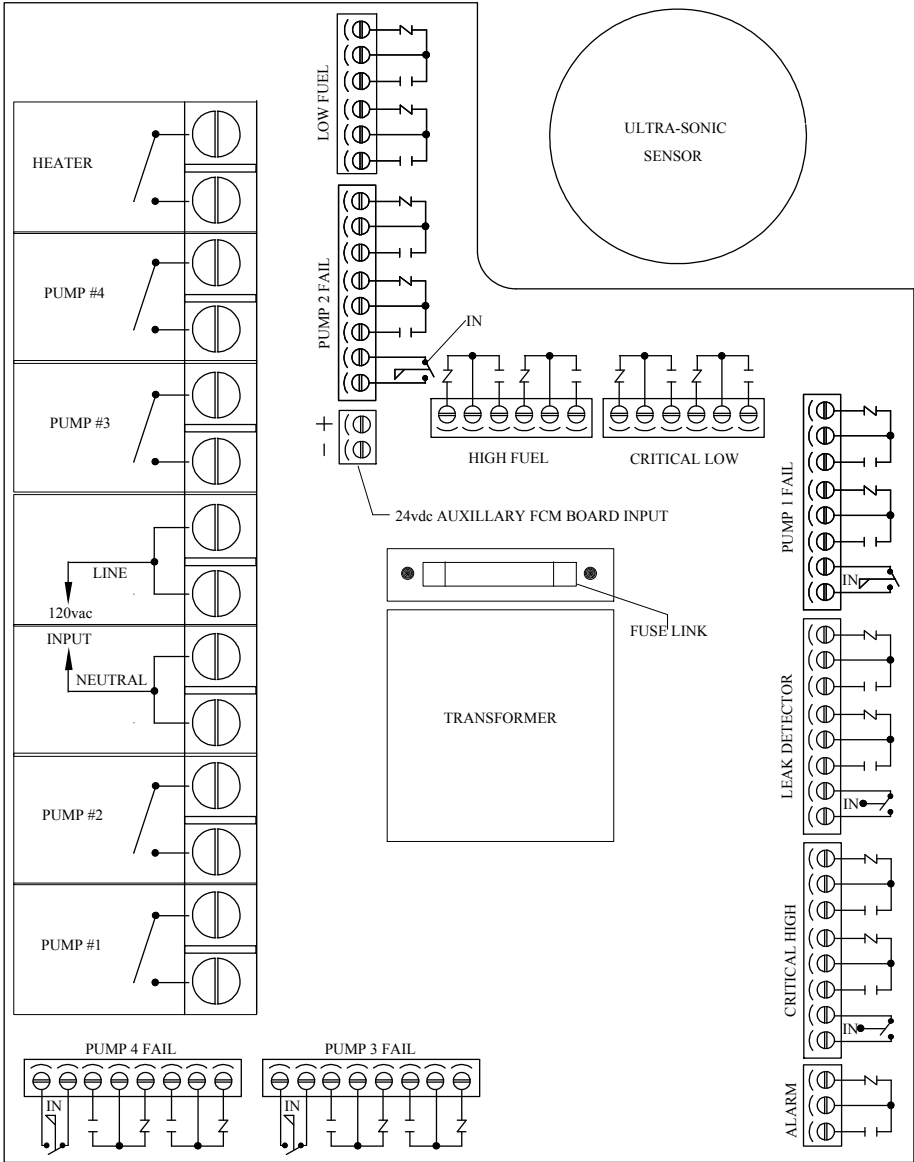 LOW FUEL
ULTRA-SONIC
SENSOR
HEATER
PUMP #4
PUMP 2 FAIL
IN
PUMP #3
+
-
HIGH FUEL
CRITICAL LOW
PUMP 1 FAIL
IN
24vdc AUXILLARY FCM BOARD INPUT
LINE
120vac
INPUT
NEUTRAL
FUSE LINK
TRANSFORMER
LEAK DETECTOR
IN
PUMP #2
PUMP #1
CRITICAL HIGH
IN
PUMP 4 FAIL
IN
PUMP 3 FAIL
IN
ALARM